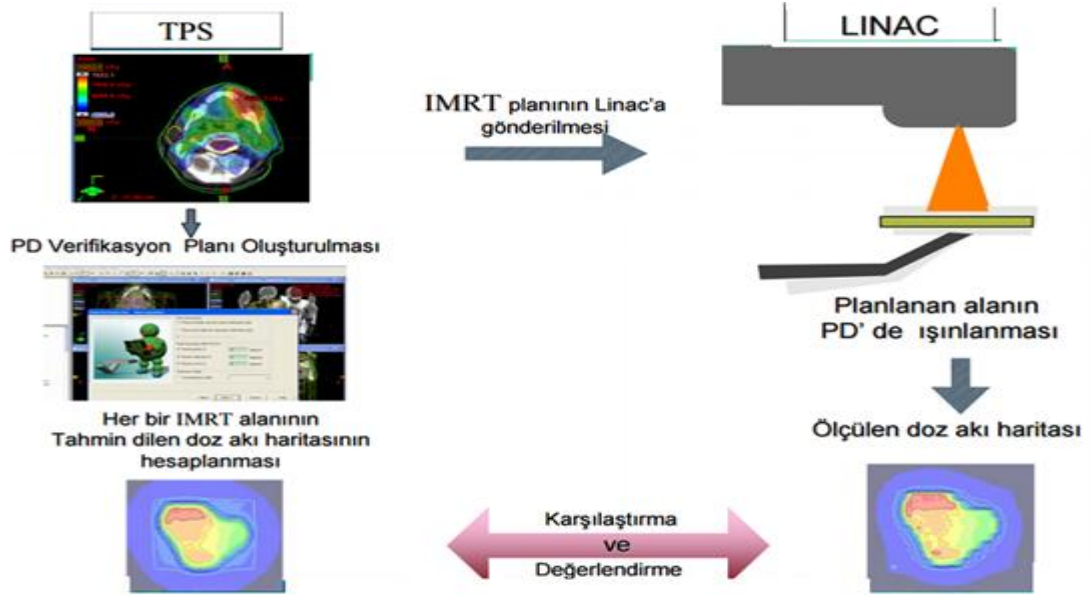 TPS
LINAC
IMRT planının Linac'a
gönderilmesi
PD Verifikasyon Planı Oluşturulması
Planlanan alanın
PD' de ışınlanması
Her bir IMRT alanının
Tahmin dilen doz akı haritasının
hesaplanması
Ölçülen doz akı haritası
Karşılaştırma
ve
Değerlendirme